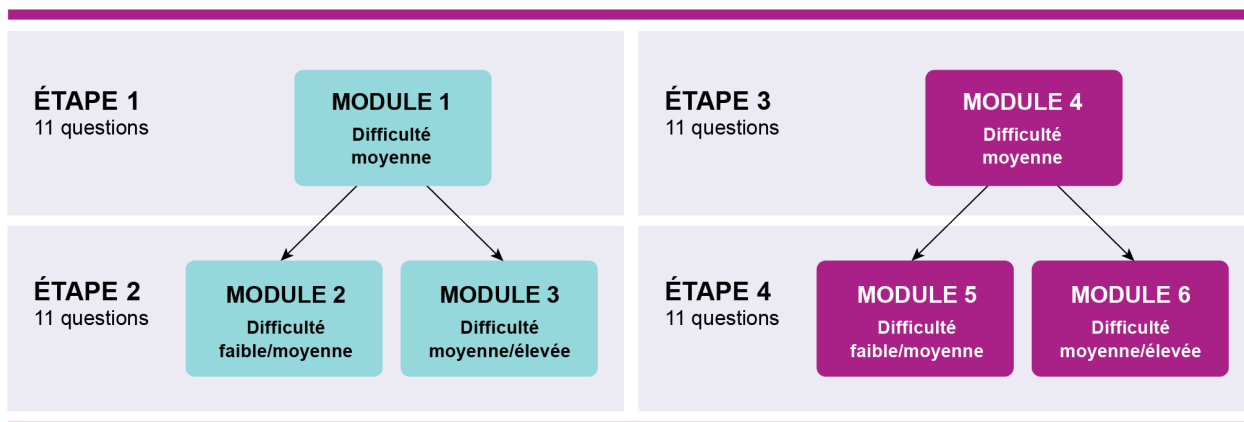 ÉTAPE 1
11 questions
MODULE 1
Difficulté
moyenne
ÉTAPE 2
11 questions
MODULE 2
Difficulté
faible/moyenne
MODULE 3
Difficulté
moyenne/élevée
ÉTAPE 3
11 questions
MODULE 4
Difficulté
moyenne
ÉTAPE 4
11 questions
MODULE 5
Difficulté
faible/moyenne
MODULE 6
Difficulté
moyenne/élevée